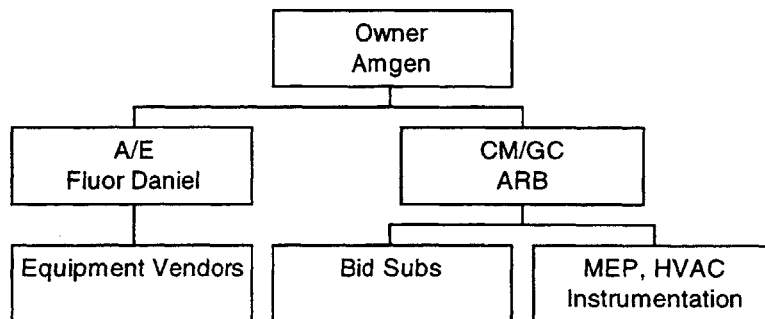 Owner
Amgen
A/E
Fluor Daniel
CM/GC
ARB
Equipment Vendors
Bid Subs
MEP, HVAC
Instrumentation